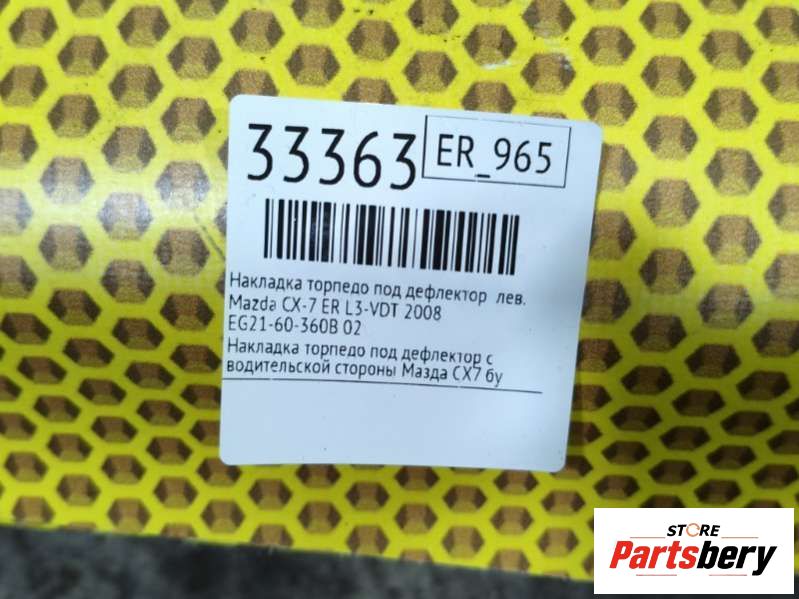 33363
ER_965
Накладка торпедо под дефлектор лев.
Mazda CX-7 ER L3-VDT 2008
EG21-60-360B 02
Накладка торпедо под дефлектор с
водительской стороны Мазда СХ7 бу
STORE
Partsbery